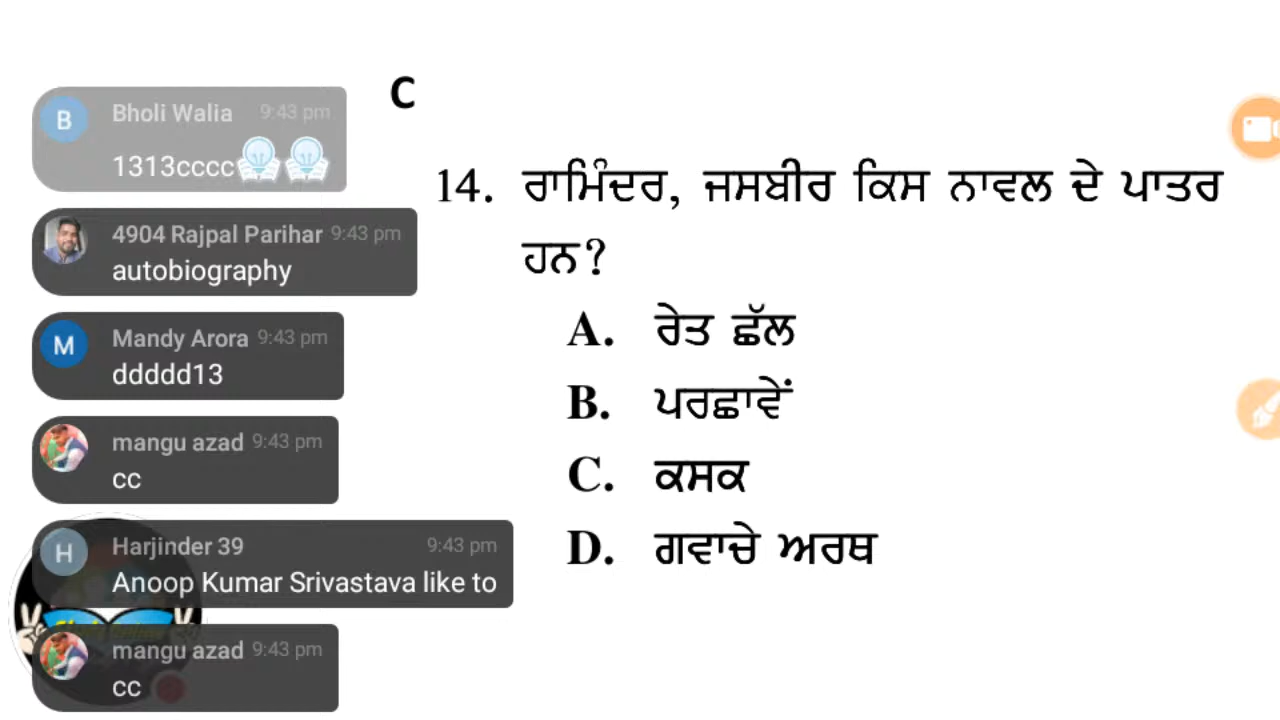 C
Bholi Walia 9:43 pm
1313cccc
4904 Rajpal Parihar 9:43 pm
autobiography
Mandy Arora 9:43 pm
ddddd13
mangu azad 9:43 pm
cc
Harjinder 39 9:43 pm
Anoop Kumar Srivastava like to
mangu azad 9:43 pm
cc
14. ਰਾਮਿੰਦਰ, ਜਸਬੀਰ ਕਿਸ ਨਾਵਲ ਦੇ ਪਾਤਰ
ਹਨ?
A. ਰੇਤ ਛੱਲ
B. ਪਰਛਾਵੇਂ
C. ਕਸਕ
D. ਗਵਾਚੇ ਅਰਥ